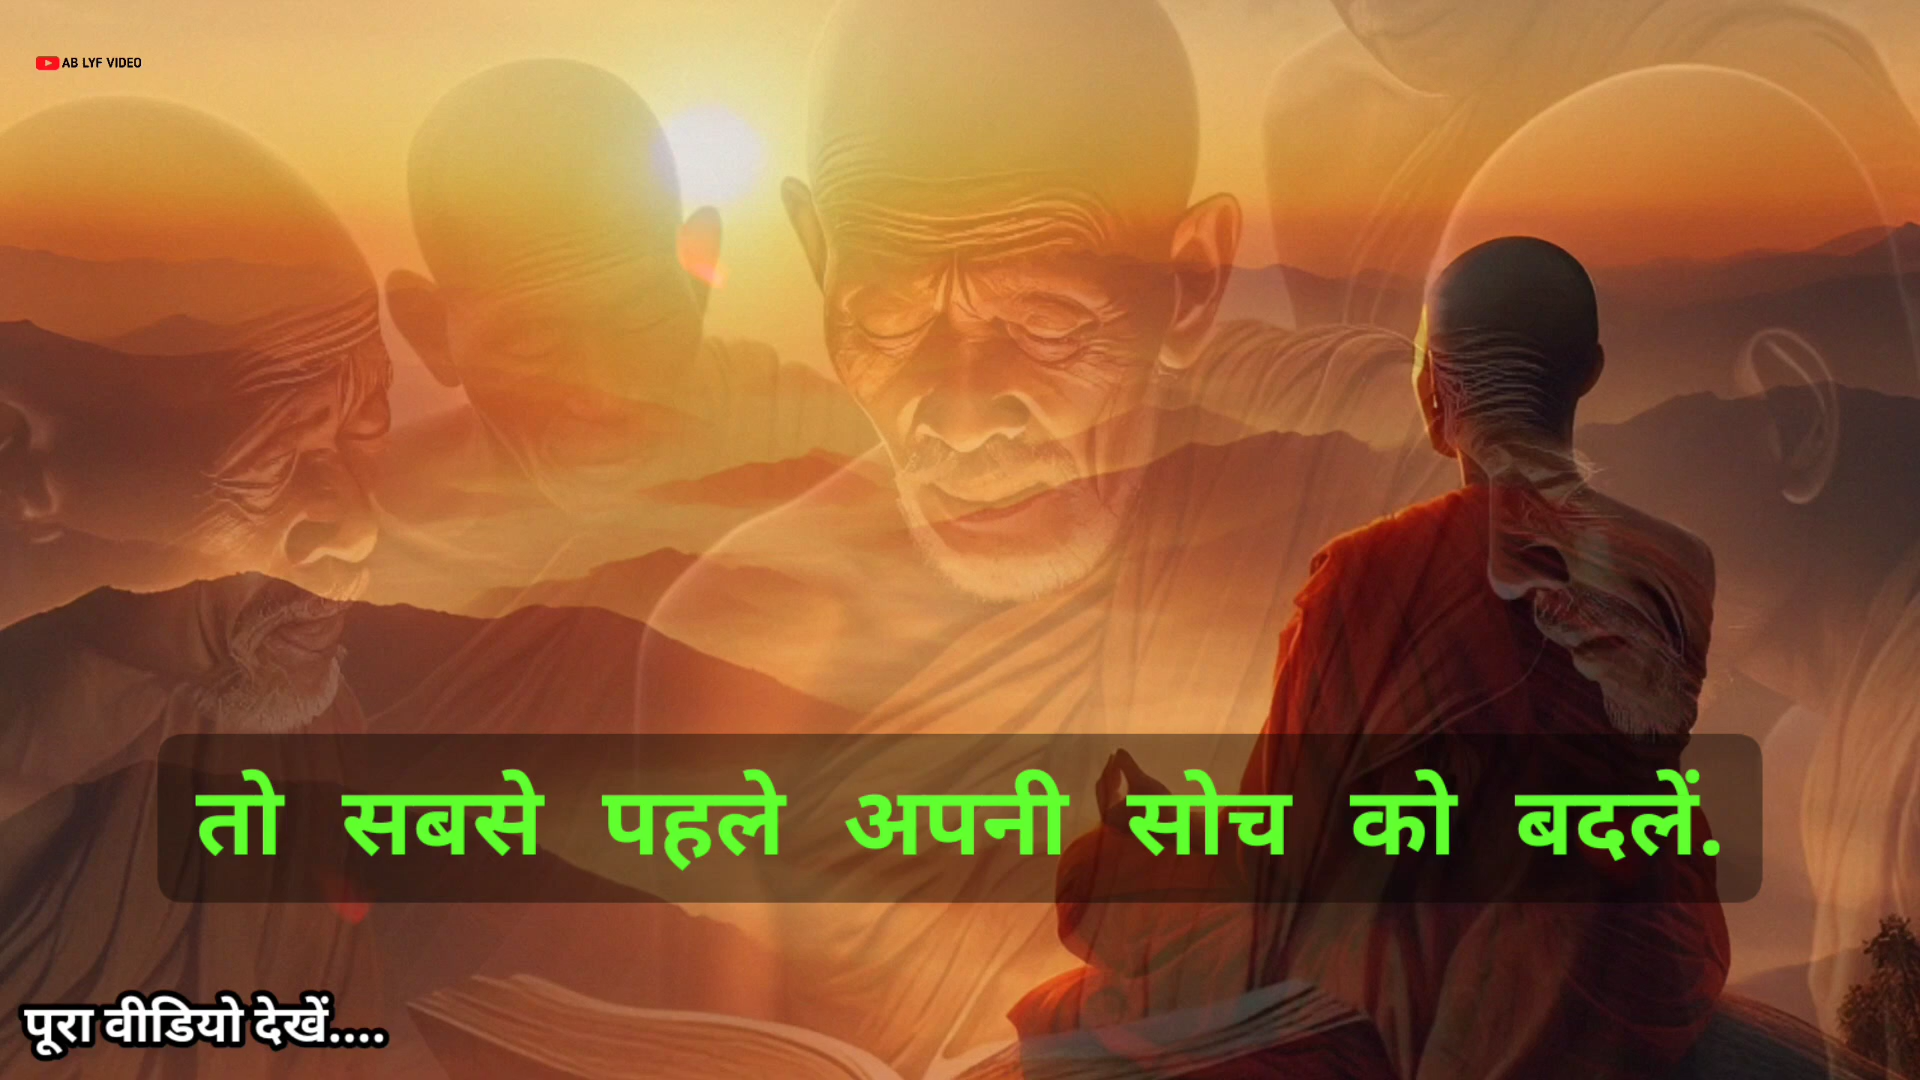 AB LYF VIDEO
तो सबसे पहले अपनी सोच को बदलें.
पूरा वीडियो देखें....